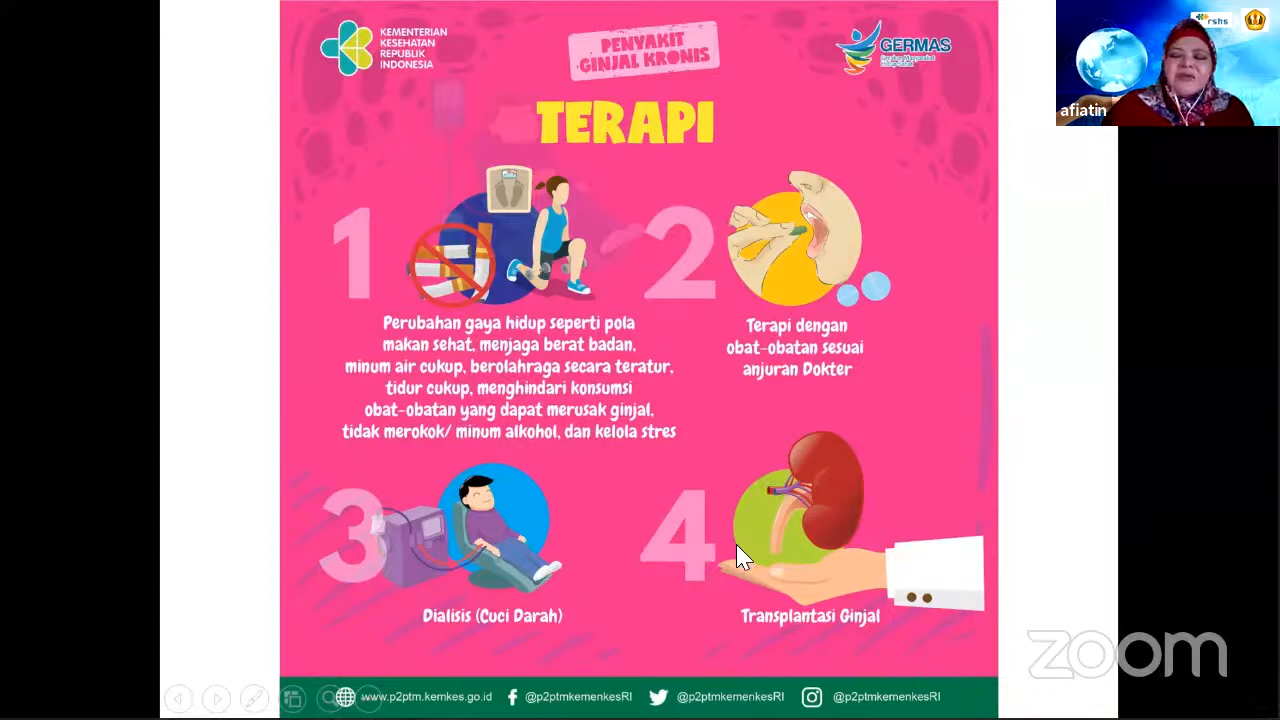 KEMENTERIAN
KESEHATAN
REPUBLIK
INDONESIA
PENYAKIT
GINJAL KRONIS
GERMAS
rshs
afiatin
TERAPI
1
Perubahan gaya hidup seperti pola
makan sehat, menjaga berat badan,
minum air cukup, berolahraga secara teratur,
tidur cukup, menghindari konsumsi
obat-obatan yang dapat merusak ginjal,
tidak merokok/ minum alkohol, dan kelola stres
2
Terapi dengan
obat-obatan sesuai
anjuran Dokter
3
Dialisis (Cuci Darah)
4
Transplantasi Ginjal
zoom
www.p2ptm.kemkes.go.id @p2ptmkemenkesRI @p2ptmkemenkesRI @p2ptmkemenkesRI